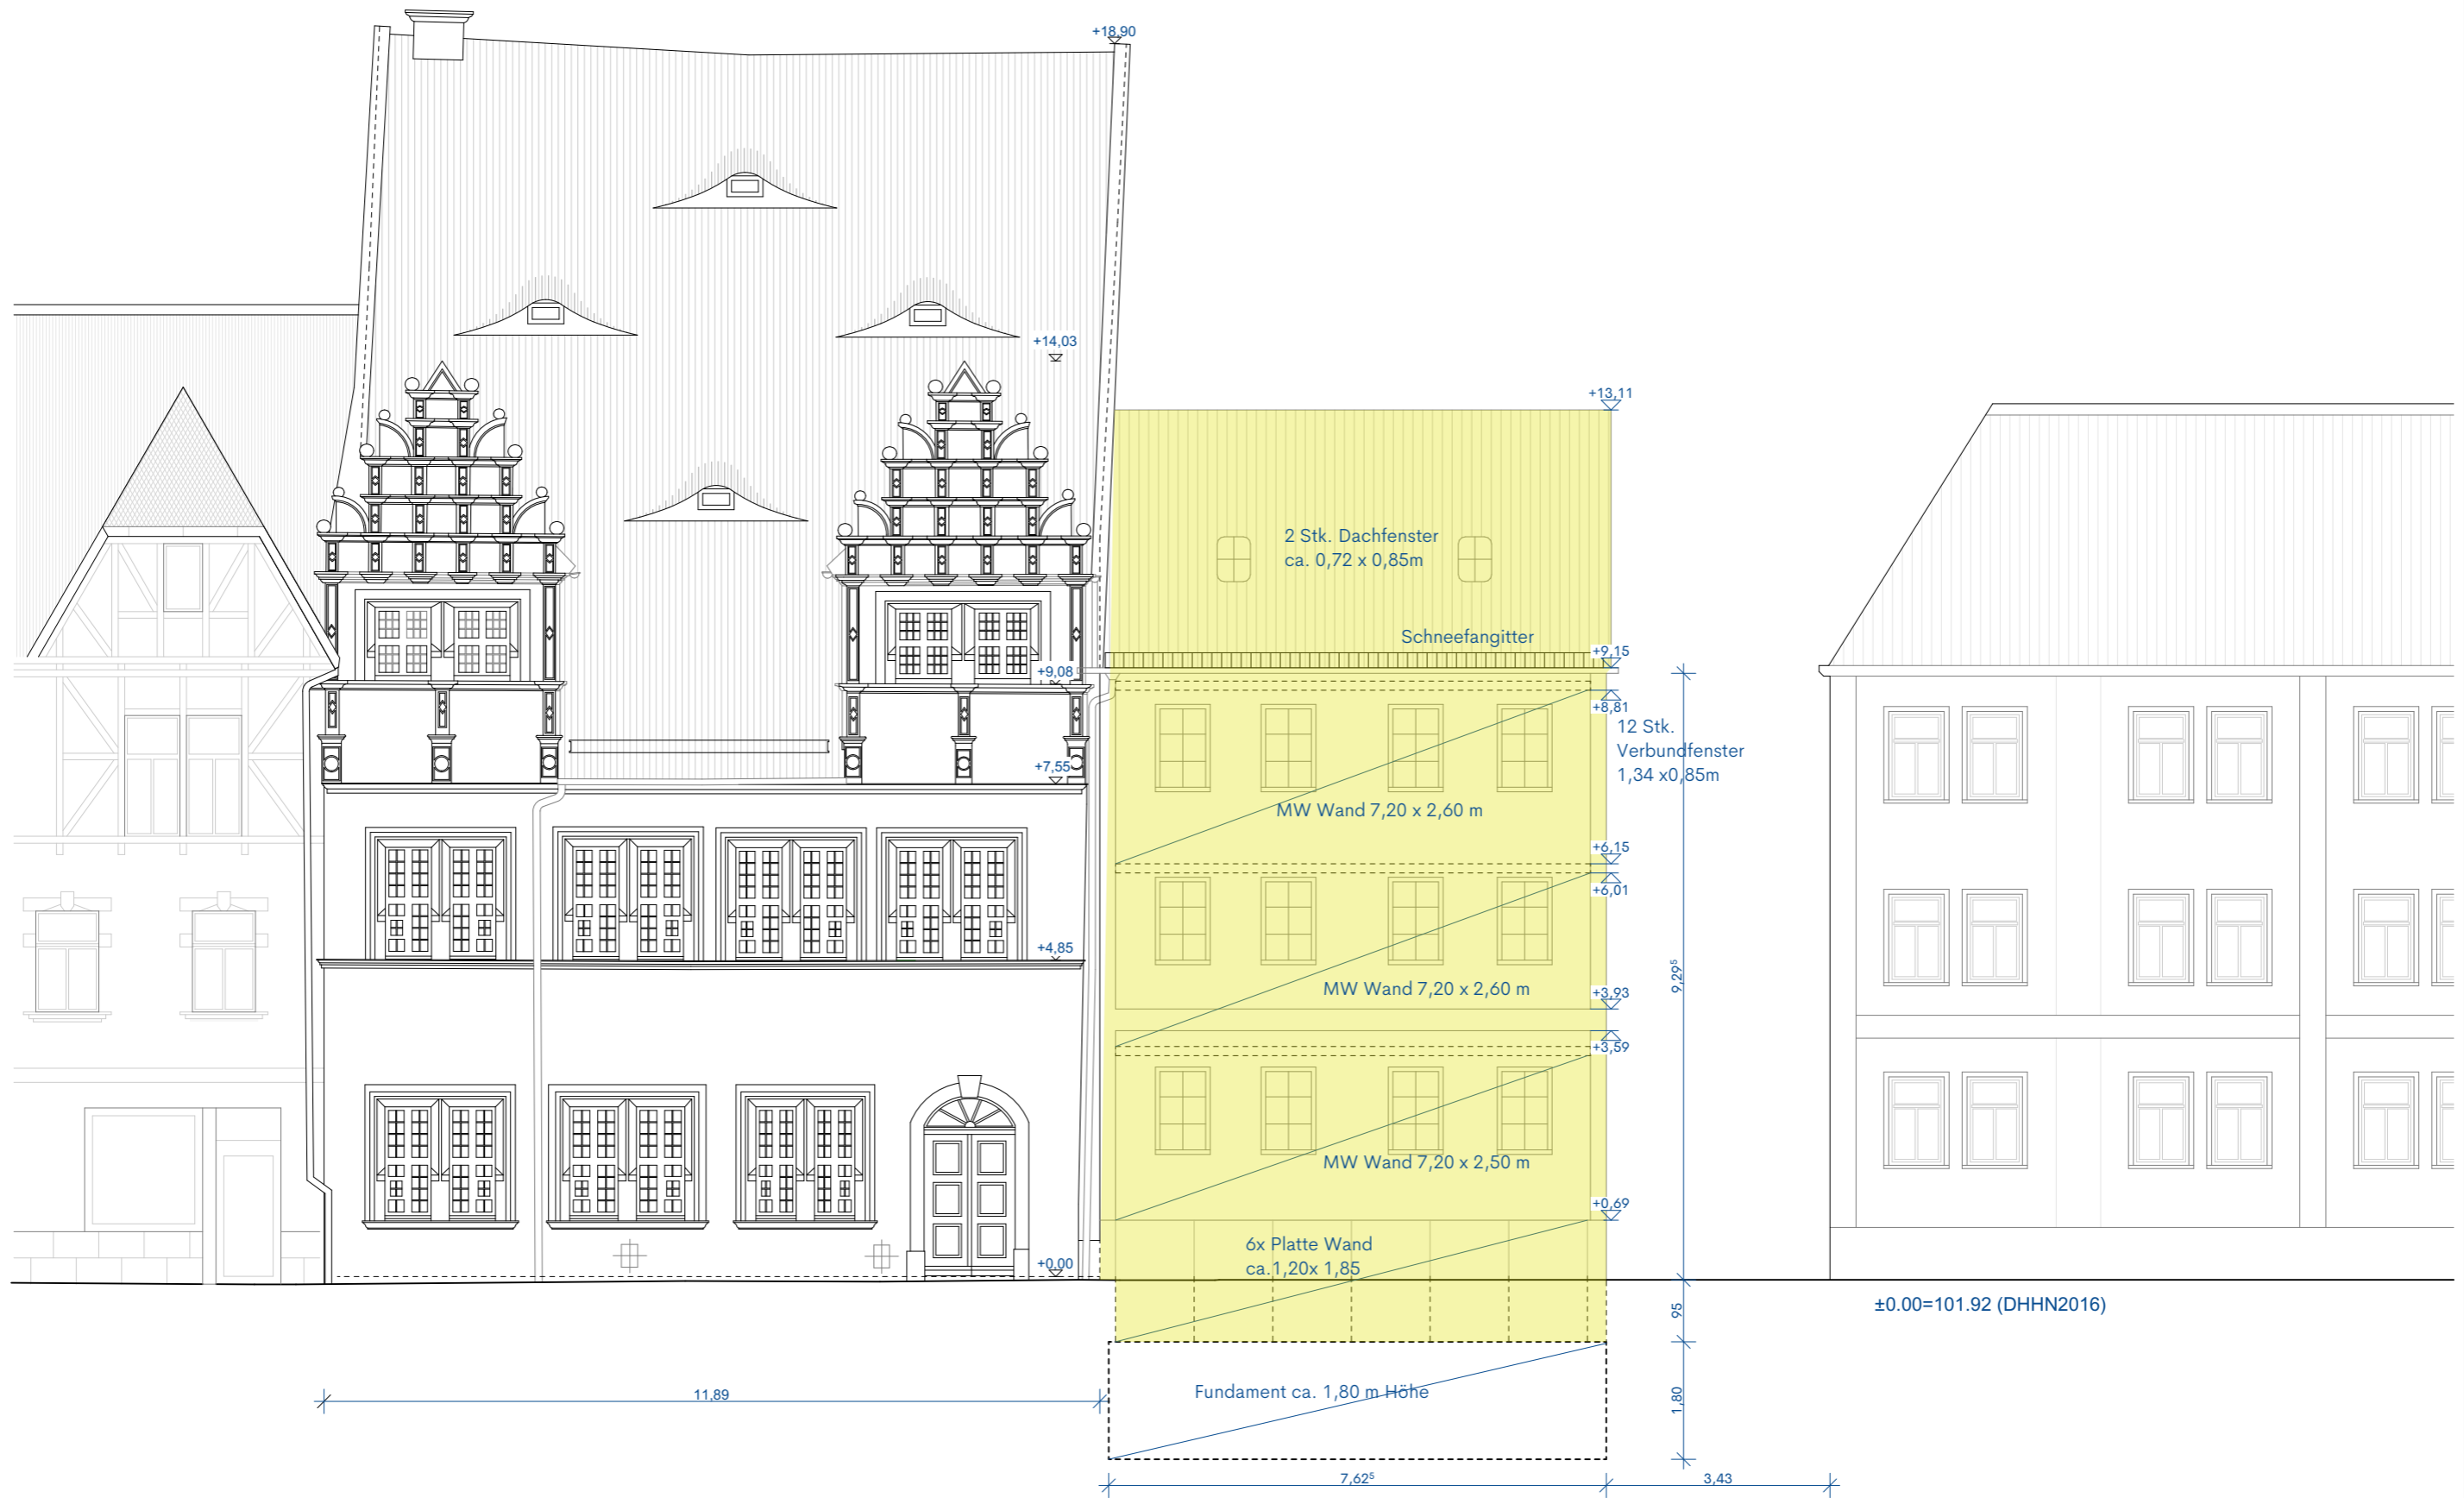 +18,90
+14,03
+13,11
2 Stk. Dachfenster
ca. 0,72 x 0,85m
Schneefangitter
+9,15
+9,08
+8,81
12 Stk.
Verbundfenster
1,34 x0,85m
+7,55
MW Wand 7,20 x 2,60 m
+6,15
+6,01
+4,85
9,29⁵
MW Wand 7,20 x 2,60 m
+3,93
+3,59
MW Wand 7,20 x 2,50 m
+0,69
6x Platte Wand
ca.1,20x 1,85
+0,00
±0.00=101.92 (DHHN2016)
95
11,89
Fundament ca. 1,80 m Höhe
1,80
7,62⁵
3,43